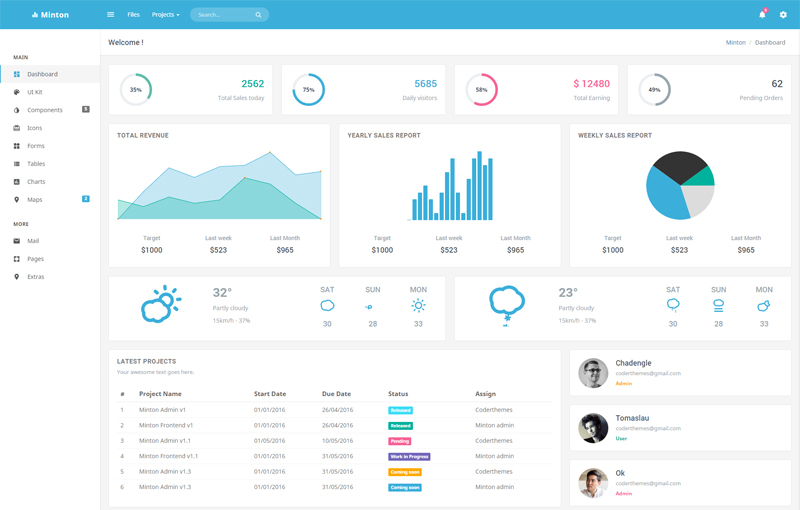 Minton Files Projects Search...
Welcome ! Minton / Dashboard
MAIN
Dashboard
UI Kit
Components 5
Icons
Forms
Tables
Charts
Maps 2
MORE
Mail
Pages
Extras
35% 2562
Total Sales today
75% 5685
Daily visitors
58% $ 12480
Total Earning
49% 62
Pending Orders
TOTAL REVENUE
Target Last week Last Month
$1000 $523 $965
YEARLY SALES REPORT
Target Last week Last Month
$1000 $523 $965
WEEKLY SALES REPORT
Target Last week Last Month
$1000 $523 $965
32°
Partly cloudy
15km/h - 37%
SAT SUN MON
30 28 33
23°
Partly cloudy
15km/h - 37%
SAT SUN MON
30 28 33
LATEST PROJECTS
Your awesome text goes here.
# Project Name Start Date Due Date Status Assign
1 Minton Admin v1 01/01/2016 26/04/2016 Released Coderthemes
2 Minton Frontend v1 01/01/2016 26/04/2016 Released Minton admin
3 Minton Admin v1.1 01/05/2016 10/05/2016 Pending Coderthemes
4 Minton Frontend v1.1 01/01/2016 31/05/2016 Work in Progress Minton admin
5 Minton Admin v1.3 01/01/2016 31/05/2016 Coming soon Coderthemes
6 Minton Admin v1.3 01/01/2016 31/05/2016 Coming soon Minton admin
Chadengle
coderthemes@gmail.com
Admin
Tomaslau
coderthemes@gmail.com
User
Ok
coderthemes@gmail.com
Admin